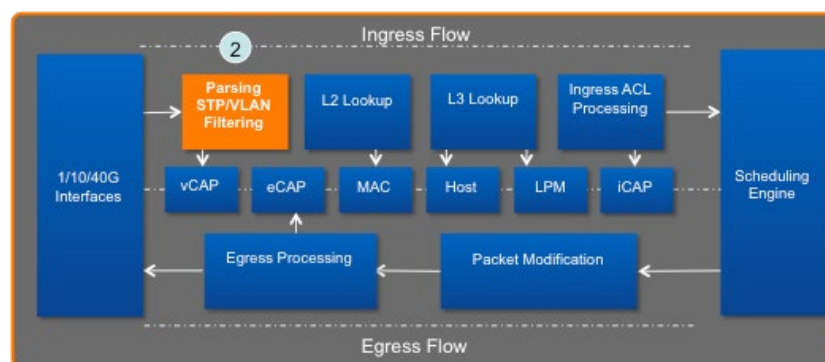 Ingress Flow
2
Parsing
STP/VLAN
Filtering
L2 Lookup
L3 Lookup
Ingress ACL
Processing
1/10/40G
Interfaces
vCAP
eCAP
MAC
Host
LPM
iCAP
Scheduling
Engine
Egress Processing
Packet Modification
Egress Flow